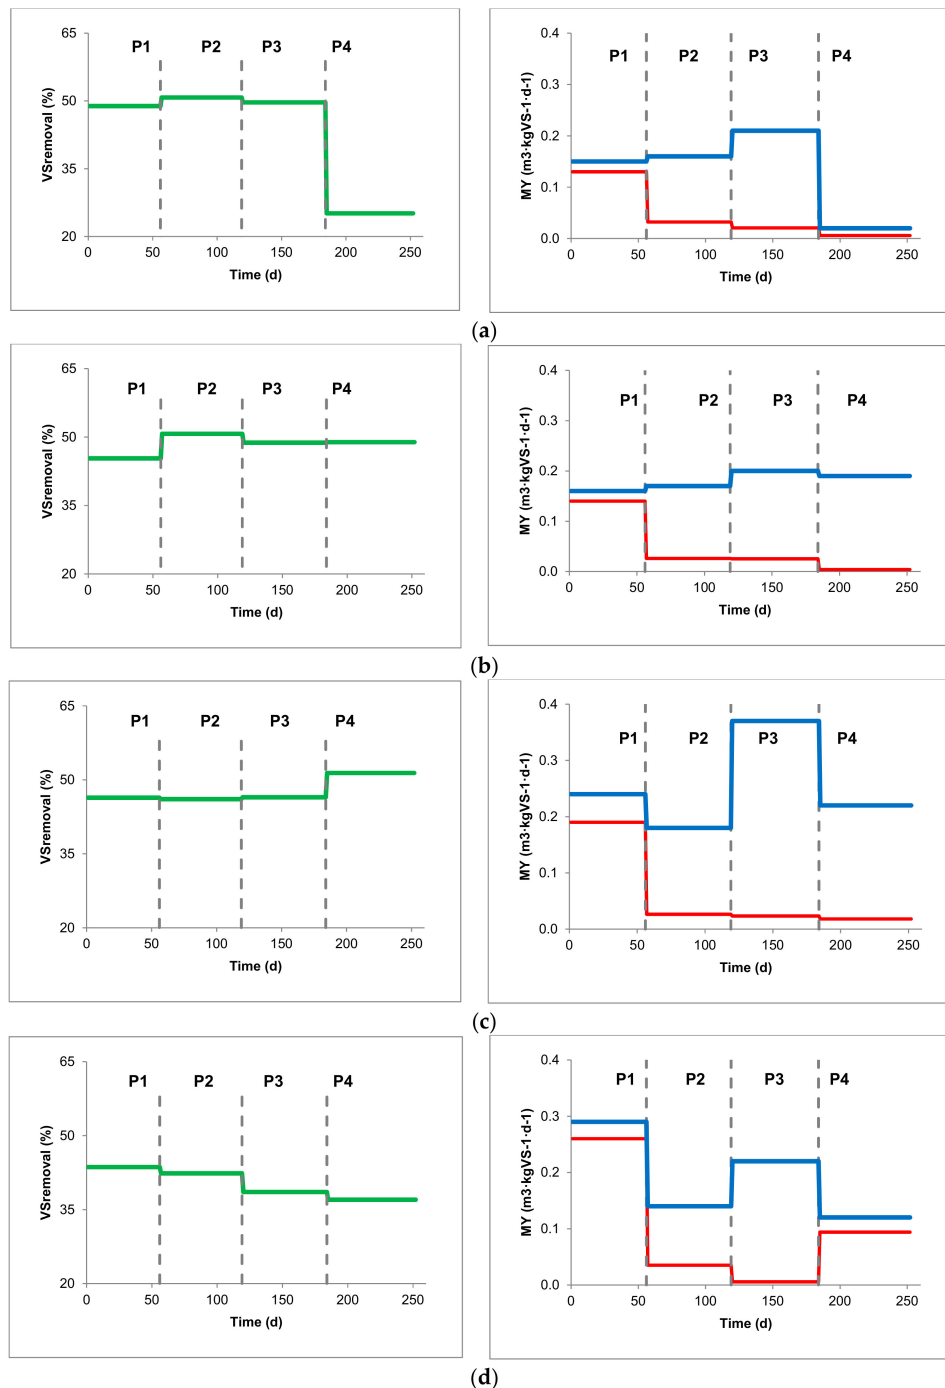 65
50
35
20
VSremoval (%)
P1 P2 P3 P4
0 50 100 150 200 250
Time (d)
0.4
0.3
0.2
0.1
0.0
MY (m3·kgVS-1·d-1)
P1 P2 P3 P4
0 50 100 150 200 250
Time (d)
(a)
65
50
35
20
VSremoval (%)
P1 P2 P3 P4
0 50 100 150 200 250
Time (d)
0.4
0.3
0.2
0.1
0.0
MY (m3·kgVS-1·d-1)
P1 P2 P3 P4
0 50 100 150 200 250
Time (d)
(b)
65
50
35
20
VSremoval (%)
P1 P2 P3 P4
0 50 100 150 200 250
Time (d)
0.4
0.3
0.2
0.1
0.0
MY (m3·kgVS-1·d-1)
P1 P2 P3 P4
0 50 100 150 200 250
Time (d)
(c)
65
50
35
20
VSremoval (%)
P1 P2 P3 P4
0 50 100 150 200 250
Time (d)
0.4
0.3
0.2
0.1
0.0
MY (m3·kgVS-1·d-1)
P1 P2 P3 P4
0 50 100 150 200 250
Time (d)
(d)